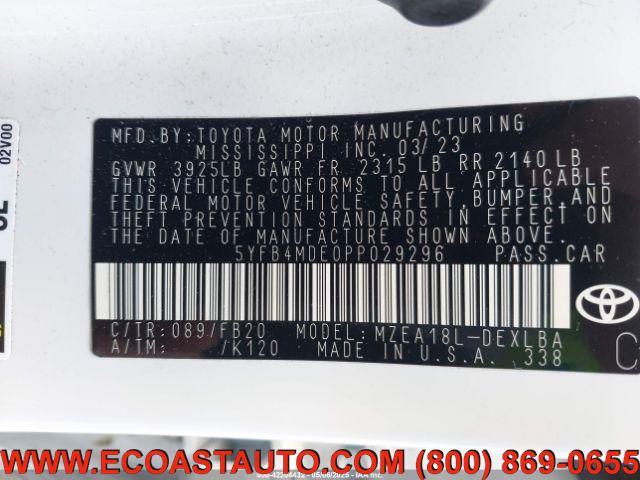 MFD. BY: TOYOTA MOTOR MANUFACTURING
MISSISSIPPI INC. 03/23
GVWR 3925LB GAWR FR 2315 LB RR 2140 LB
THIS VEHICLE CONFORMS TO ALL APPLICABLE
FEDERAL MOTOR VEHICLE SAFETY, BUMPER, AND
THEFT PREVENTION STANDARDS IN EFFECT ON
THE DATE OF MANUFACTURE SHOWN ABOVE.
5YFB4MDE0PP029296 PASS. CAR
C/TR: 089/FB20 MODEL: MZEA18L-DEXLBA
A/TM: /K120 MADE IN U.S.A. 338
C
02V00
WWW.ECOASTAUTO.COM (800) 869-0655